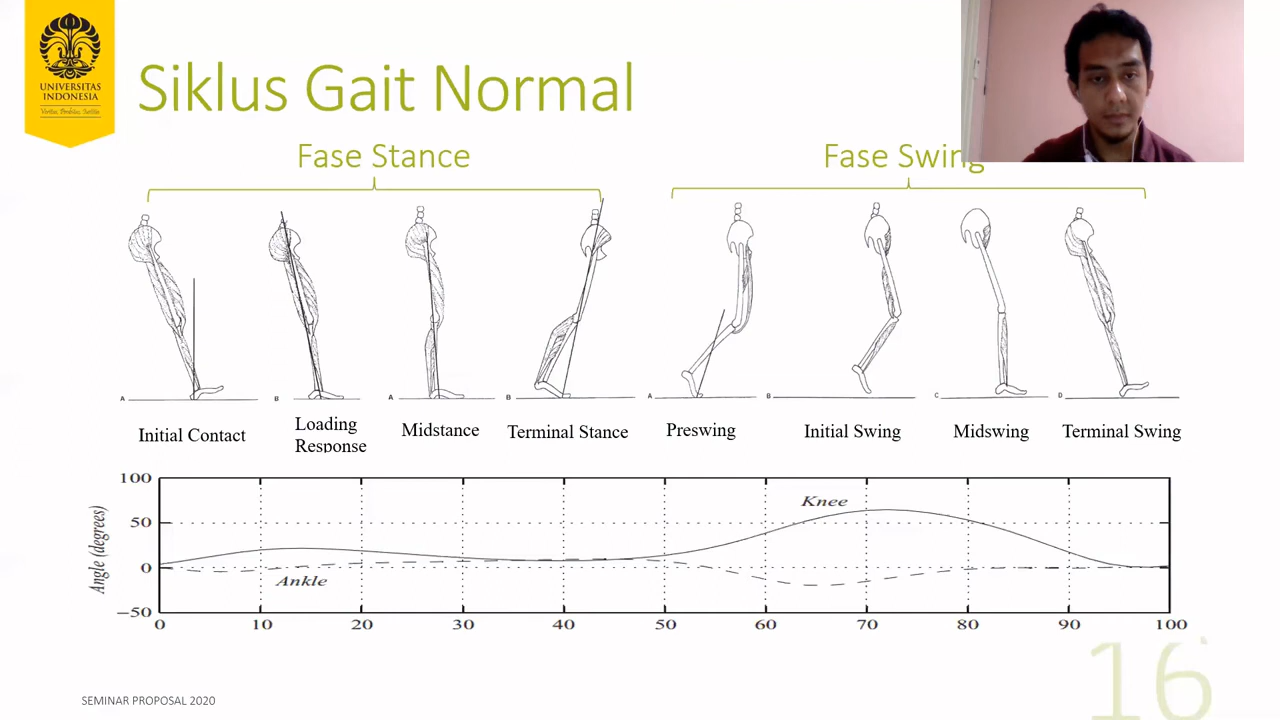 UNIVERSITAS
INDONESIA
Veritas, Probitas, Iustitia
Siklus Gait Normal
Fase Stance
Fase Swing
A
B
A
B
A
B
C
D
Initial Contact
Loading
Response
Midstance
Terminal Stance
Preswing
Initial Swing
Midswing
Terminal Swing
Angle (degrees)
100
50
0
−50
Knee
Ankle
0 10 20 30 40 50 60 70 80 90 100
SEMINAR PROPOSAL 2020
16